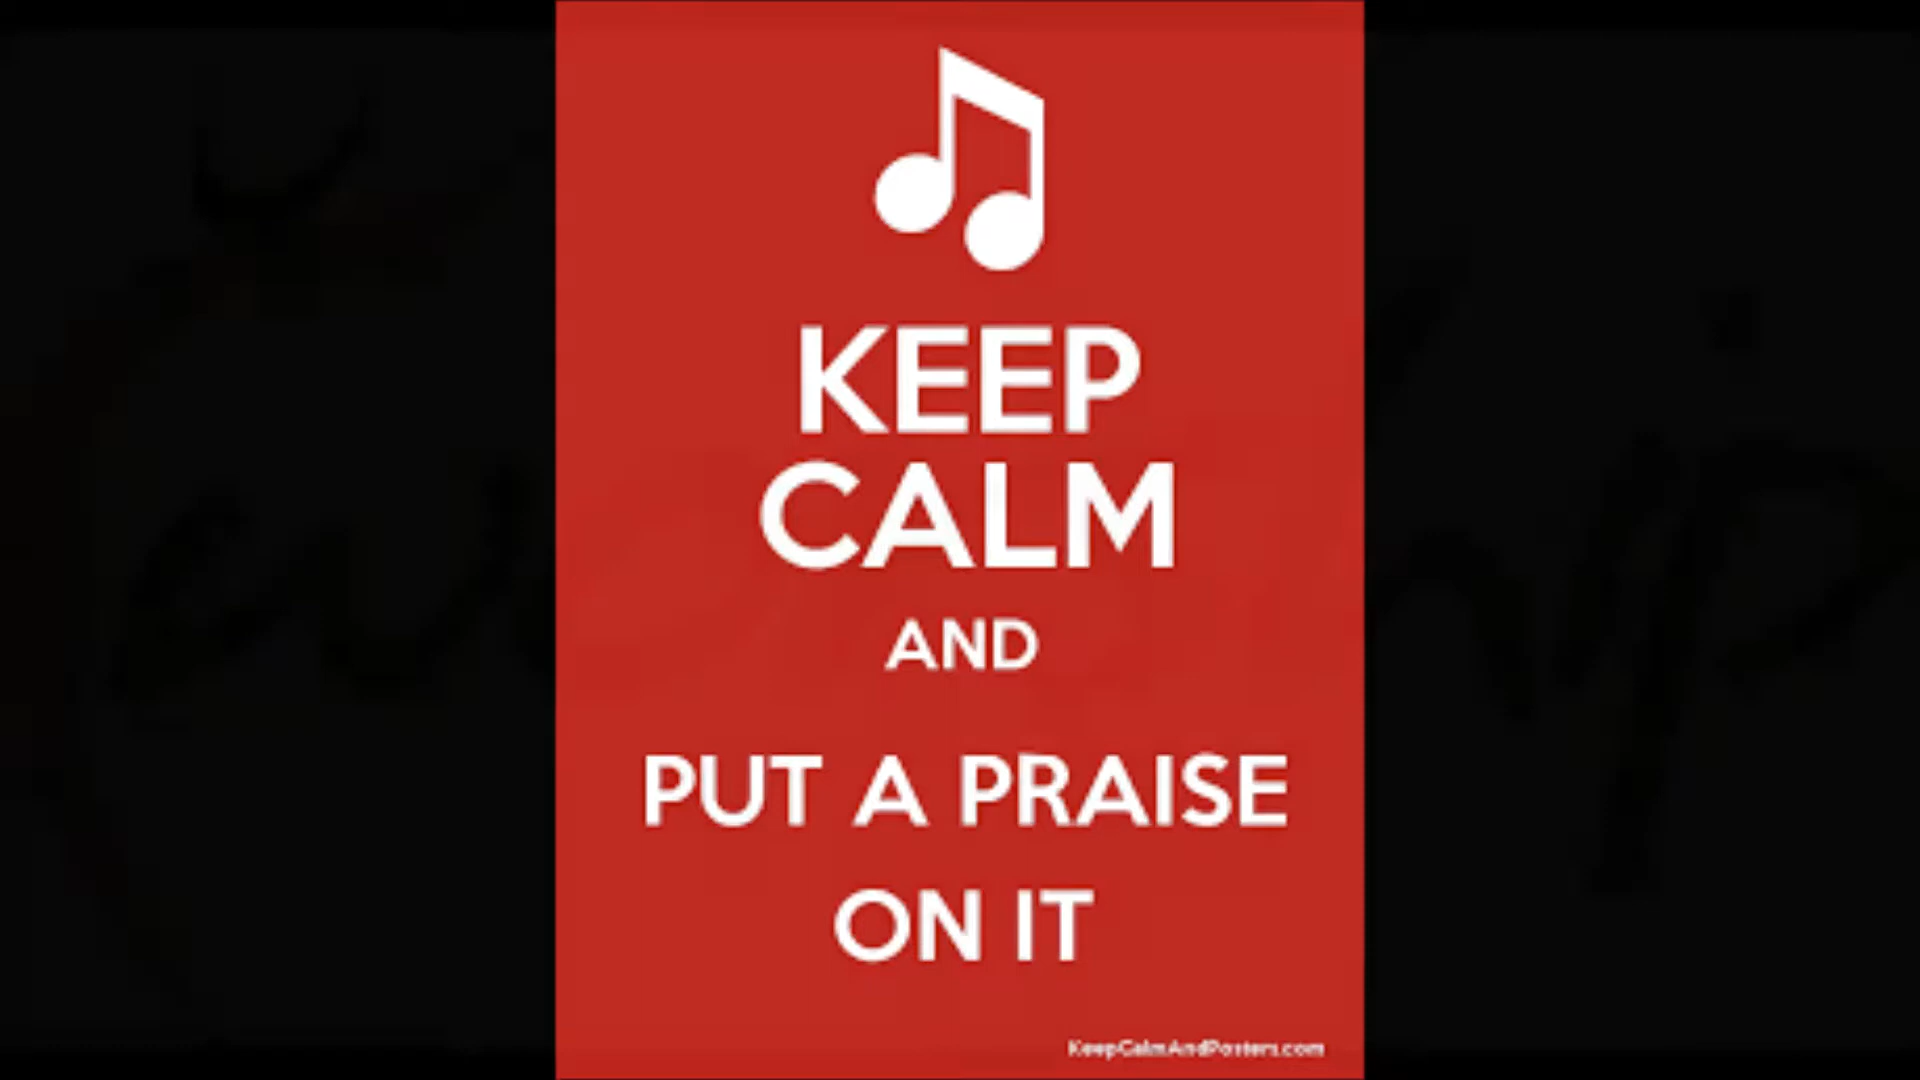 KEEP
CALM
AND
PUT A PRAISE
ON IT
KeepCalmAndPosters.com